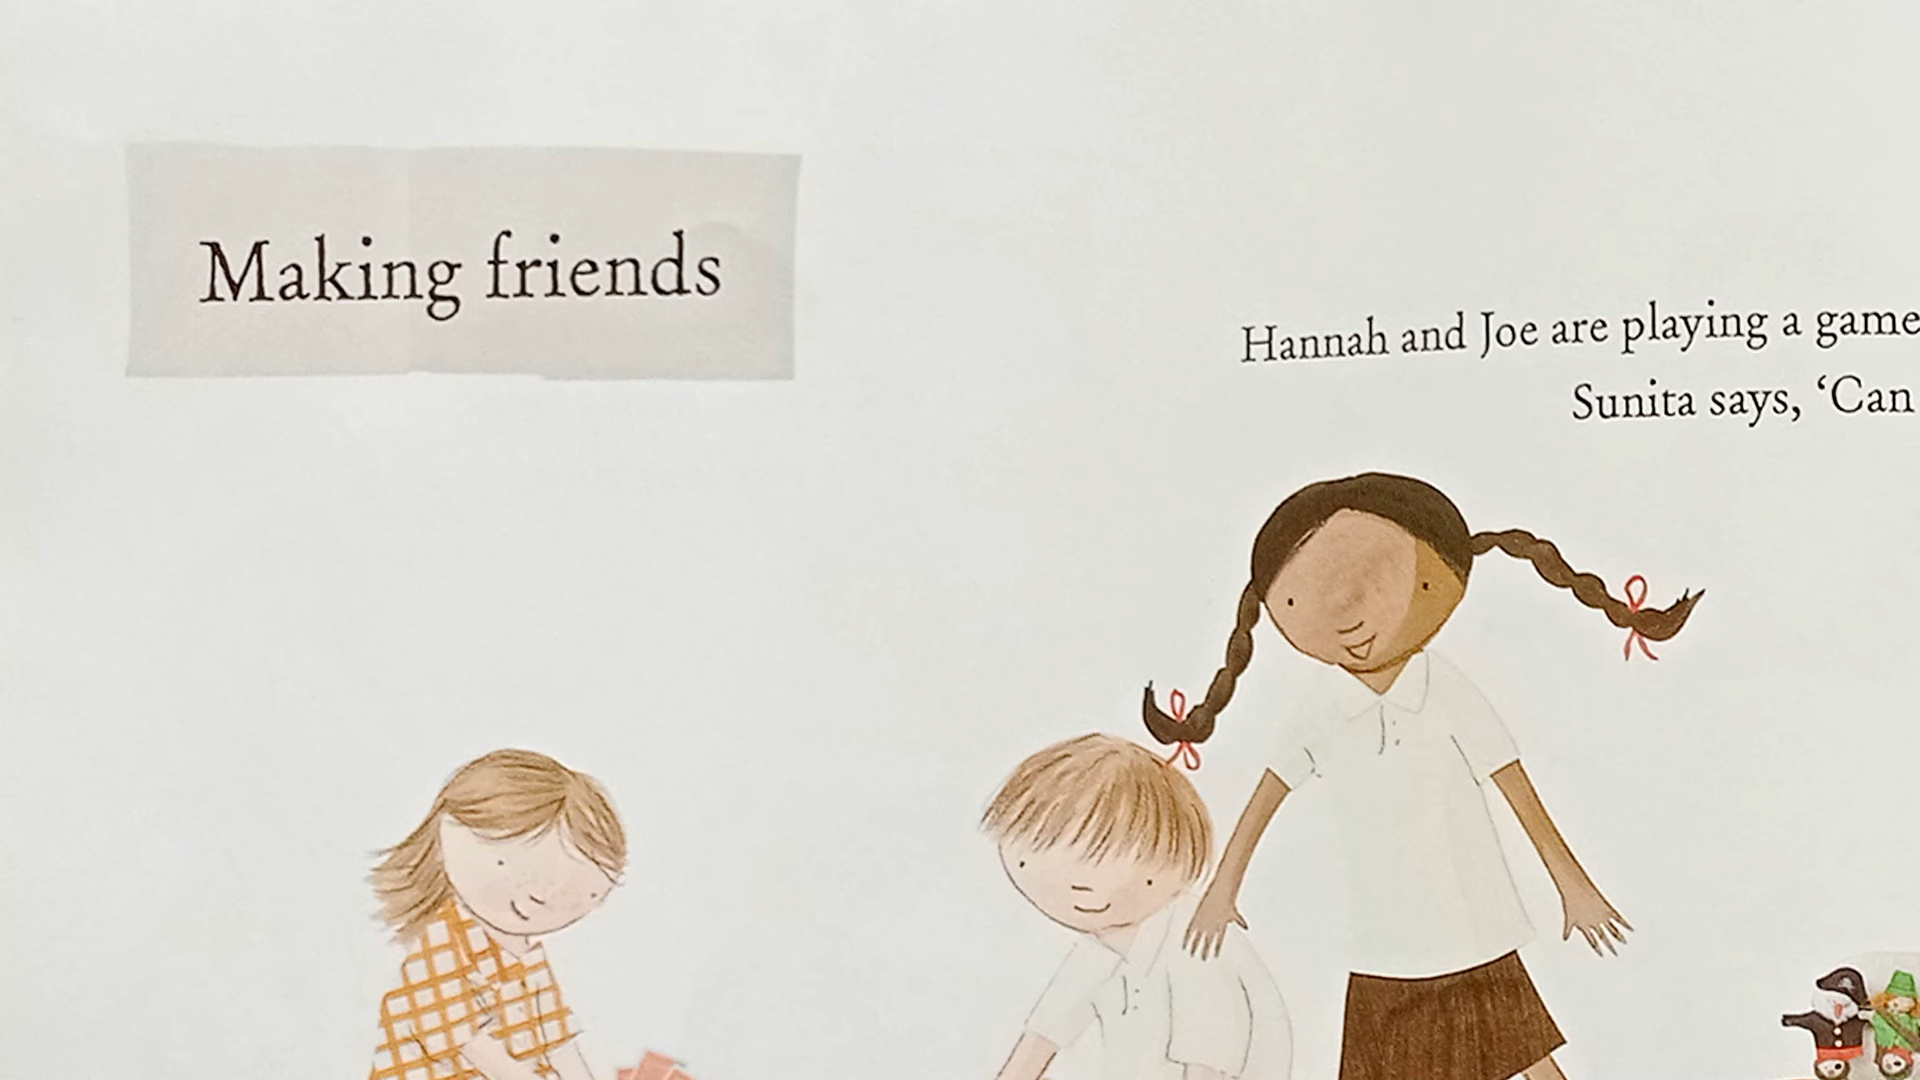 Making friends
Hannah and Joe are playing a game
Sunita says, ‘Can